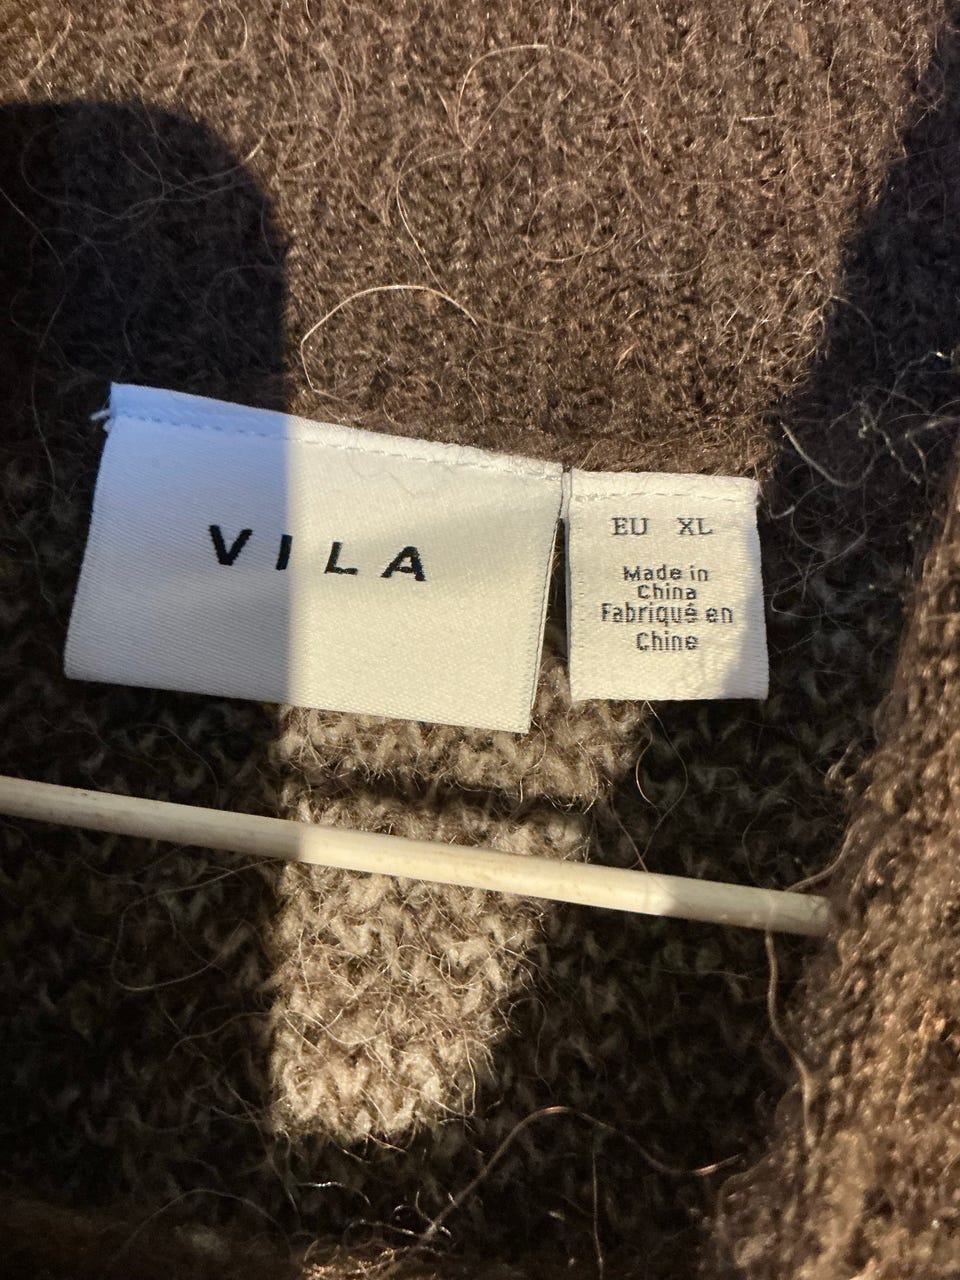 VILA
EU XL
Made in
China
Fabriqué en
Chine